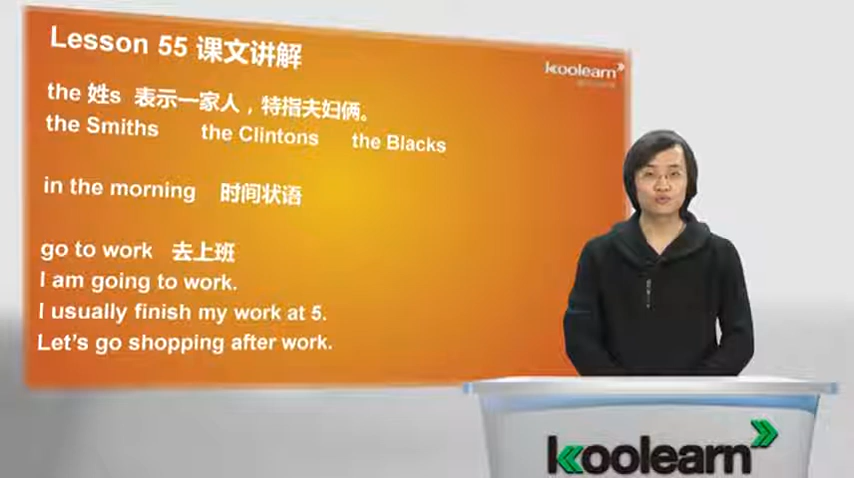 Lesson 55 课文讲解
koolearn
the 姓s 表示一家人，特指夫妇俩。
the Smiths the Clintons the Blacks
in the morning 时间状语
go to work 去上班
I am going to work.
I usually finish my work at 5.
Let's go shopping after work.
koolearn